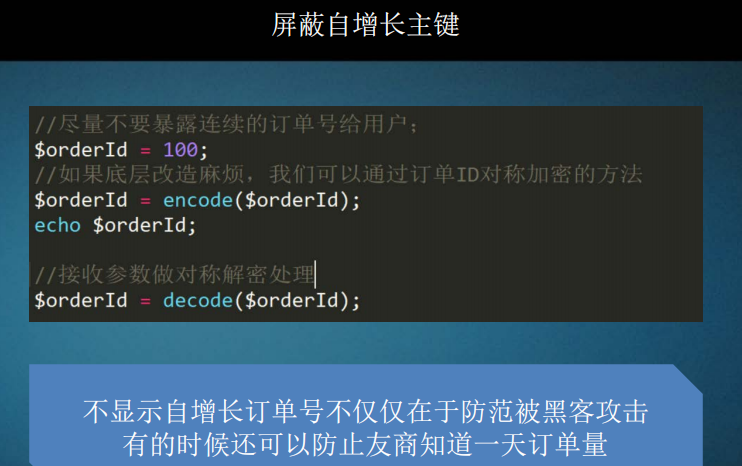 屏蔽自增长主键
//尽量不要暴露连续的订单号给用户；
$orderId = 100;
//如果底层改造麻烦，我们可以通过订单ID对称加密的方法
$orderId = encode($orderId);
echo $orderId;
//接收参数做对称解密处理
$orderId = decode($orderId);
不显示自增长订单号不仅仅在于防范被黑客攻击
有的时候还可以防止友商知道一天订单量